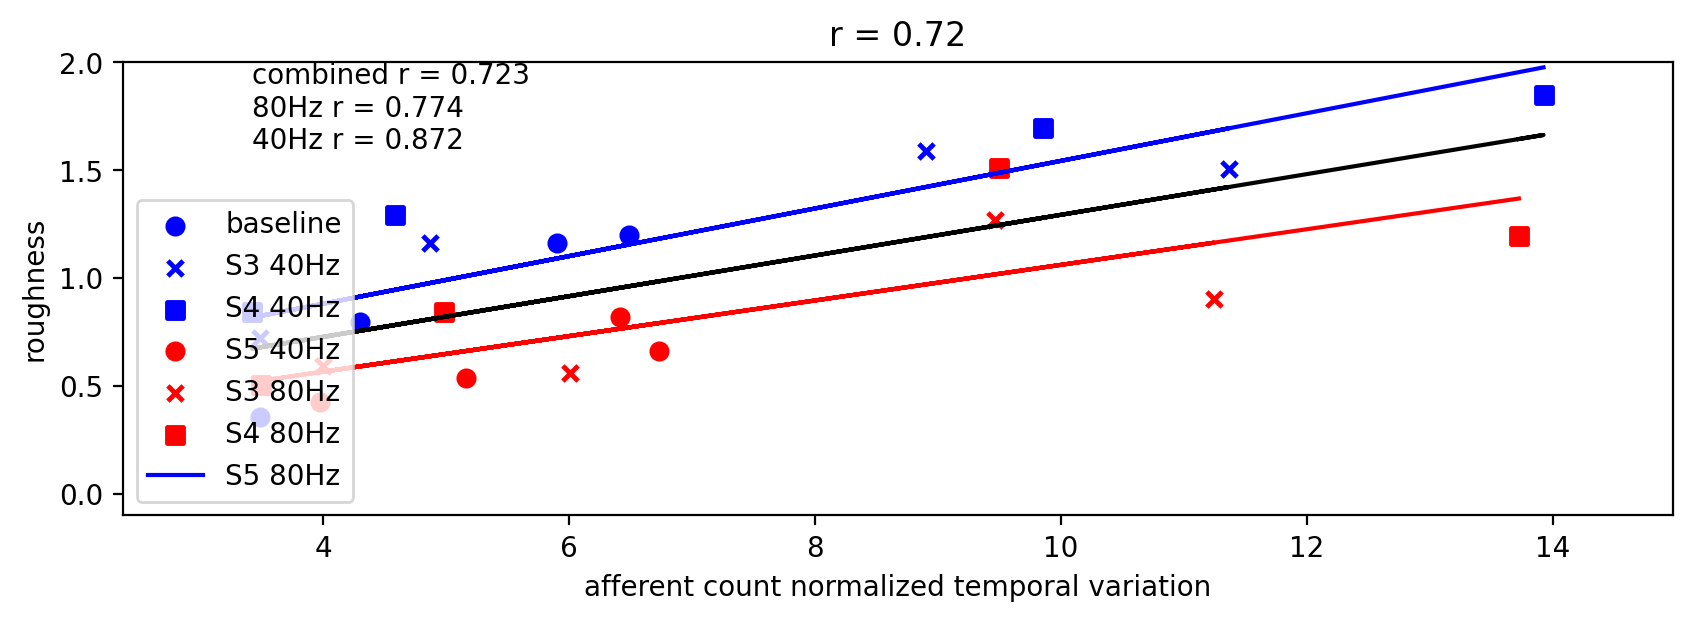 r = 0.72
combined r = 0.723
80Hz r = 0.774
40Hz r = 0.872
2.0
1.5
1.0
0.5
0.0
roughness
baseline
S3 40Hz
S4 40Hz
S5 40Hz
S3 80Hz
S4 80Hz
S5 80Hz
4 6 8 10 12 14
afferent count normalized temporal variation